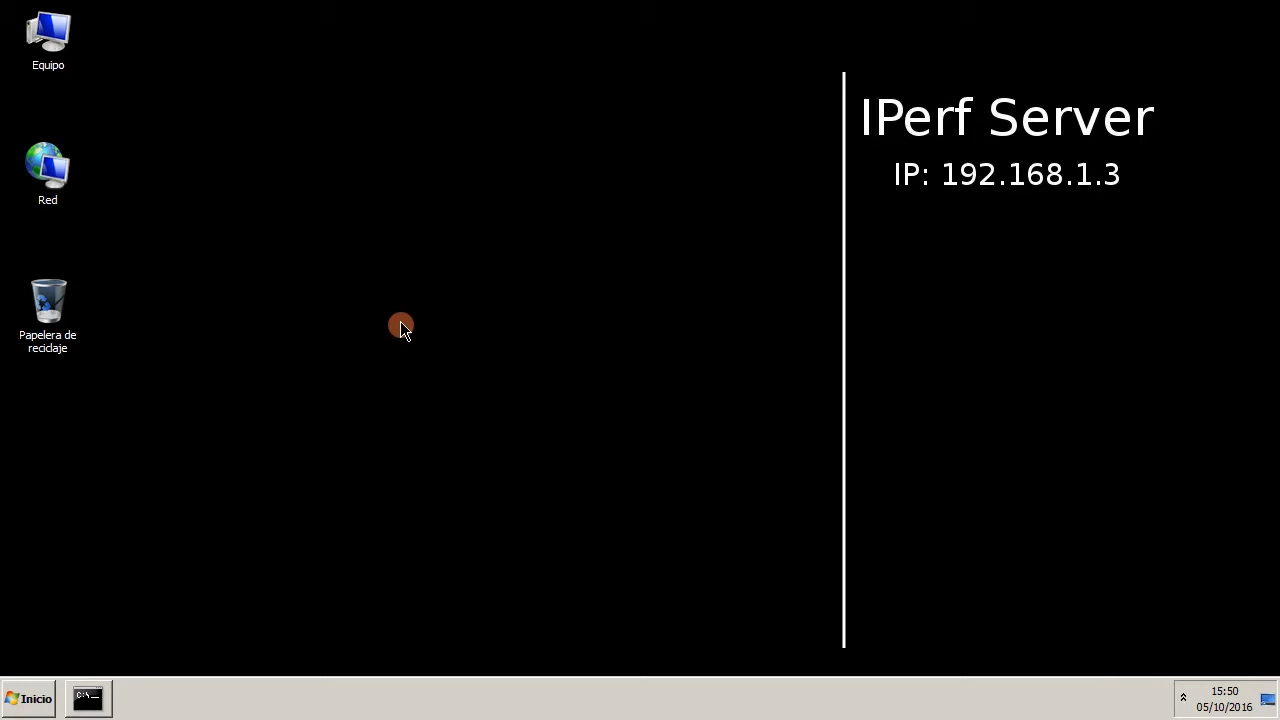 Equipo
Red
Papelera de
reciclaje
IPerf Server
IP: 192.168.1.3
Inicio
C:\_
15:50
05/10/2016